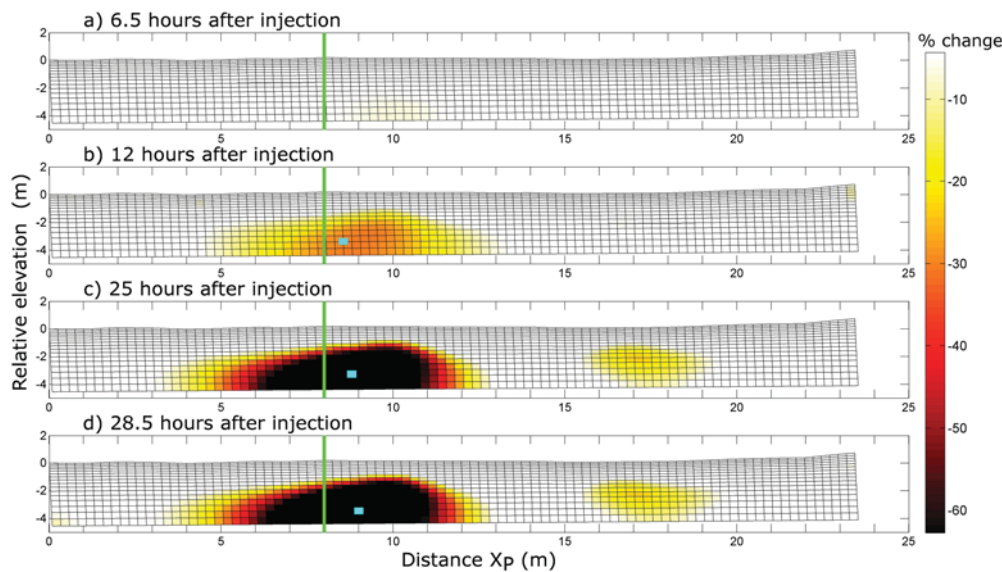 a) 6.5 hours after injection
% change
2
0
-2
-4
0 5 10 15 20 25
b) 12 hours after injection
2
0
-2
-4
0 5 10 15 20 25
c) 25 hours after injection
2
0
-2
-4
0 5 10 15 20 25
d) 28.5 hours after injection
2
0
-2
-4
0 5 10 15 20 25
Relative elevation (m)
Distance XP (m)
-10
-20
-30
-40
-50
-60